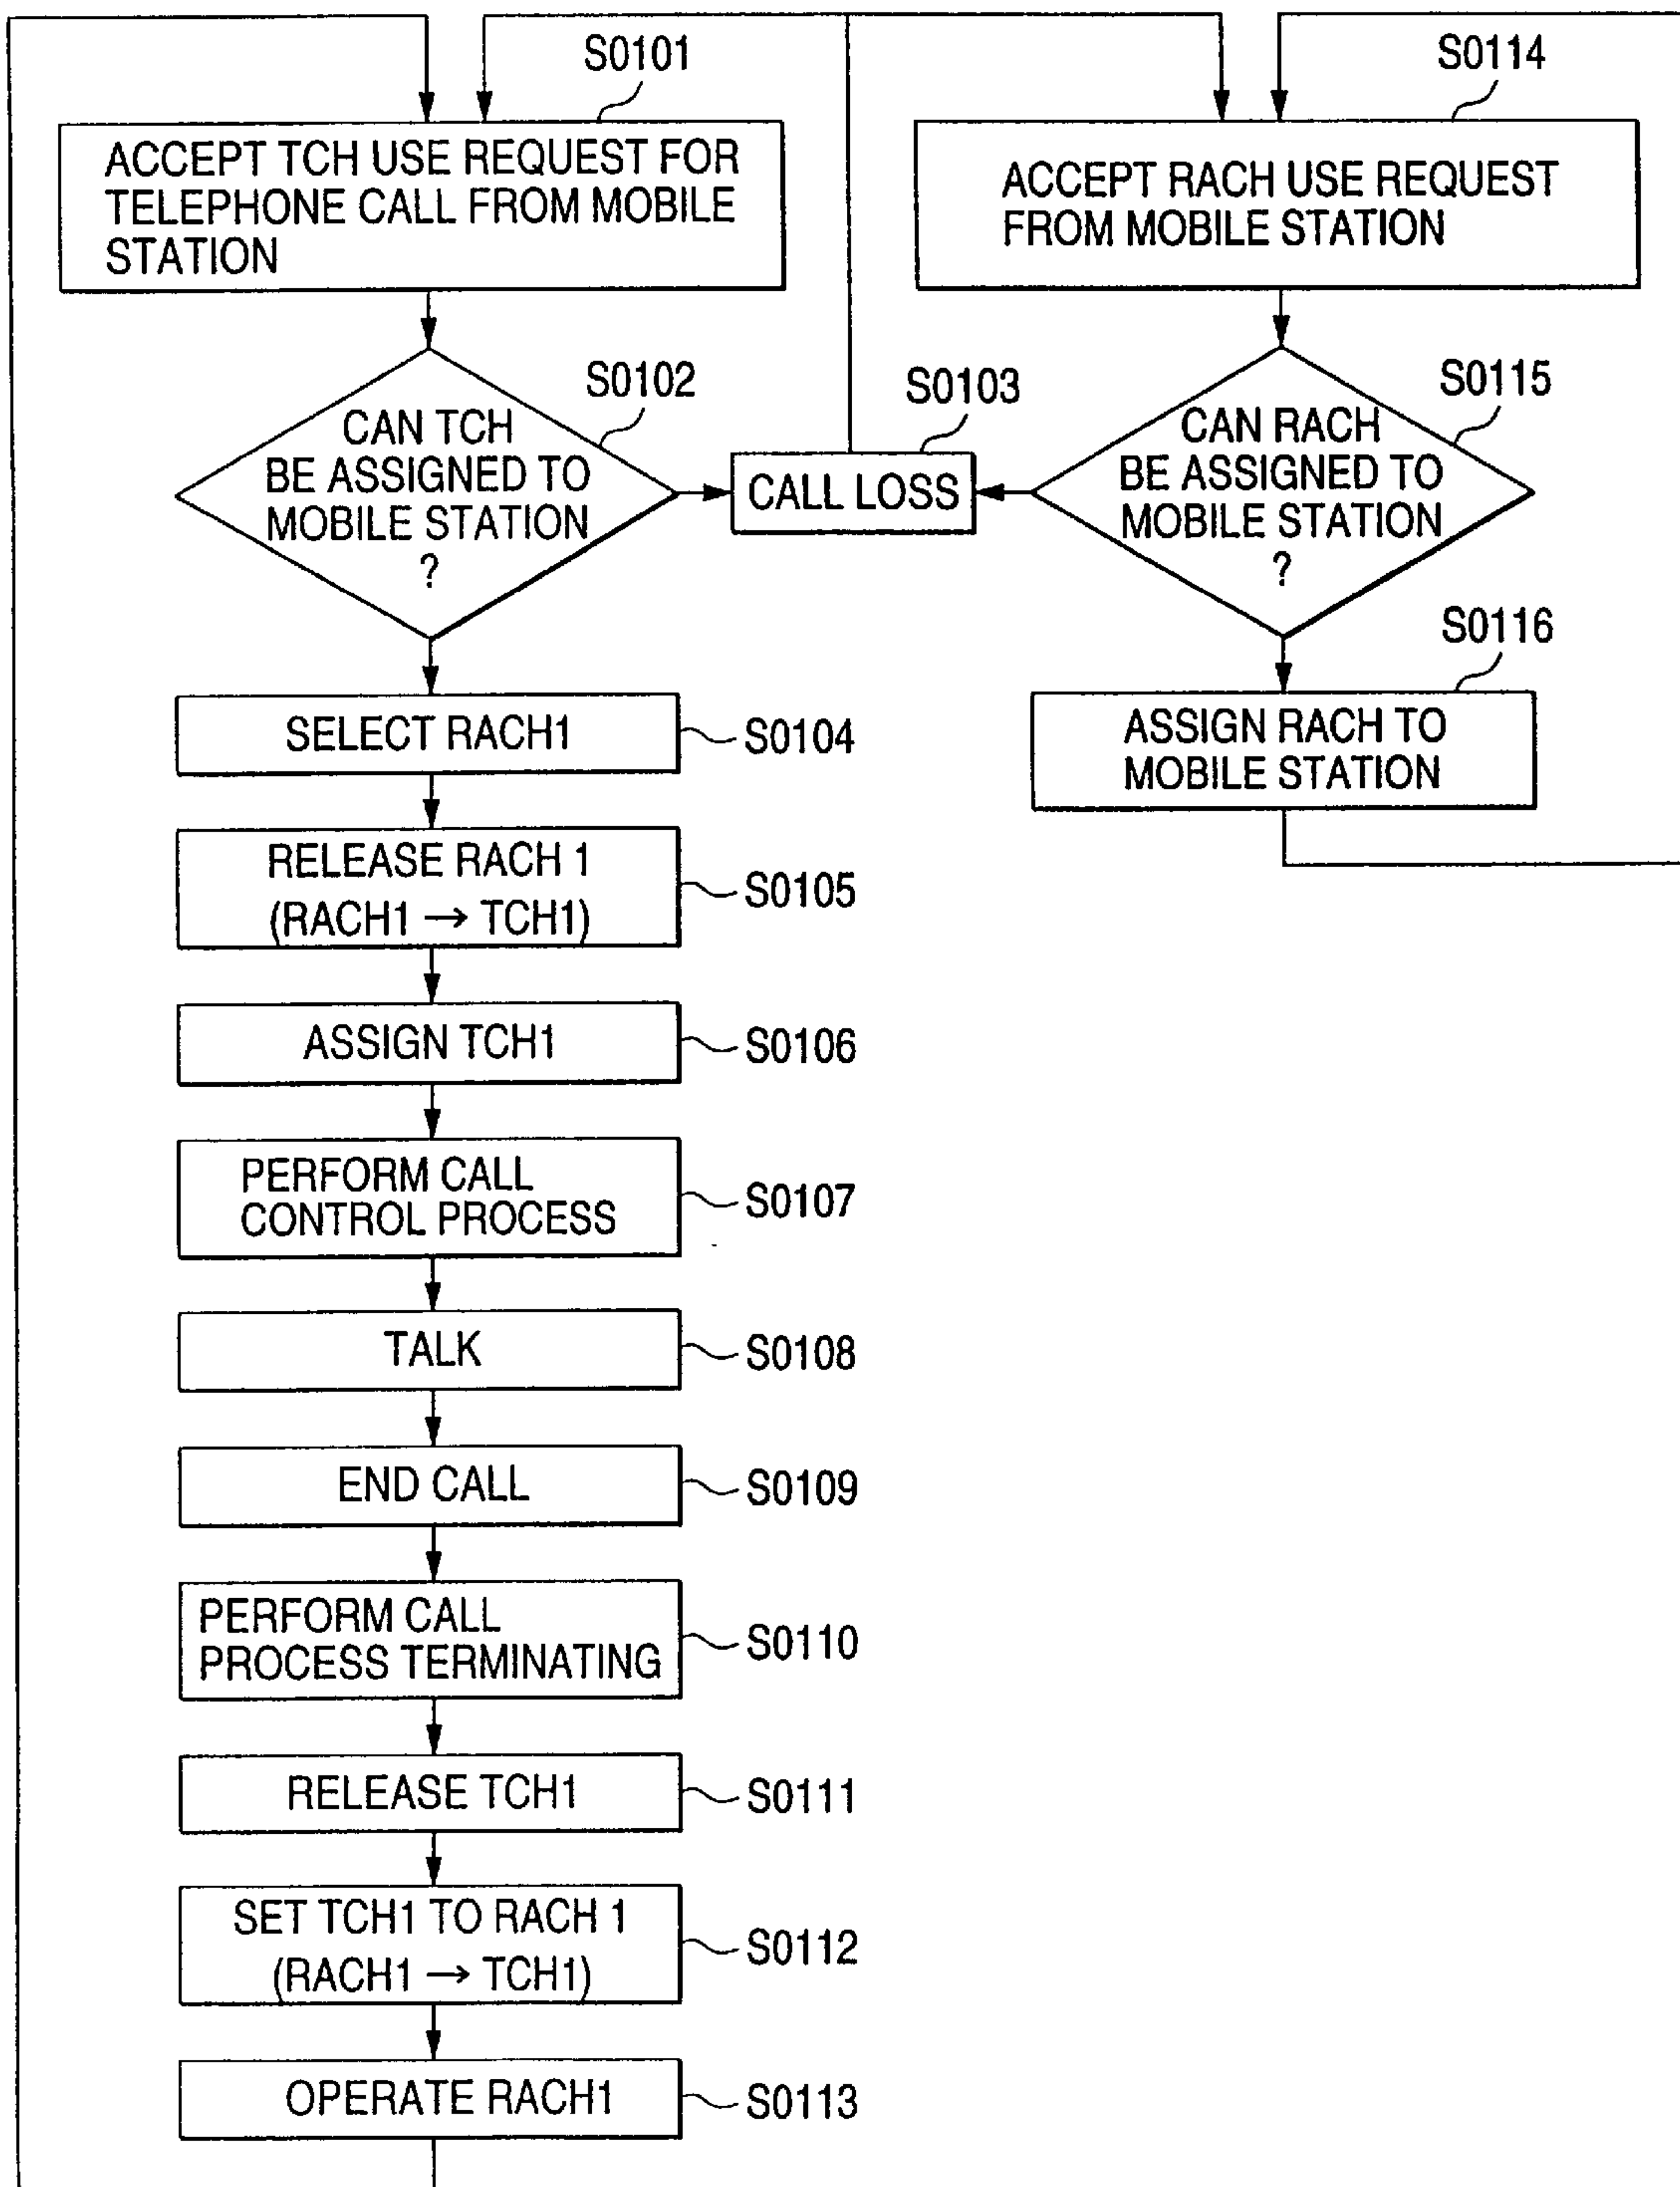 S0101
ACCEPT TCH USE REQUEST FOR
TELEPHONE CALL FROM MOBILE
STATION
S0114
ACCEPT RACH USE REQUEST
FROM MOBILE STATION
S0102
CAN TCH
BE ASSIGNED TO
MOBILE STATION
?
S0103
CALL LOSS
S0115
CAN RACH
BE ASSIGNED TO
MOBILE STATION
?
S0116
ASSIGN RACH TO
MOBILE STATION
SELECT RACH1
S0104
RELEASE RACH 1
(RACH1 → TCH1)
S0105
ASSIGN TCH1
S0106
PERFORM CALL
CONTROL PROCESS
S0107
TALK
S0108
END CALL
S0109
PERFORM CALL
PROCESS TERMINATING
S0110
RELEASE TCH1
S0111
SET TCH1 TO RACH 1
(RACH1 → TCH1)
S0112
OPERATE RACH1
S0113